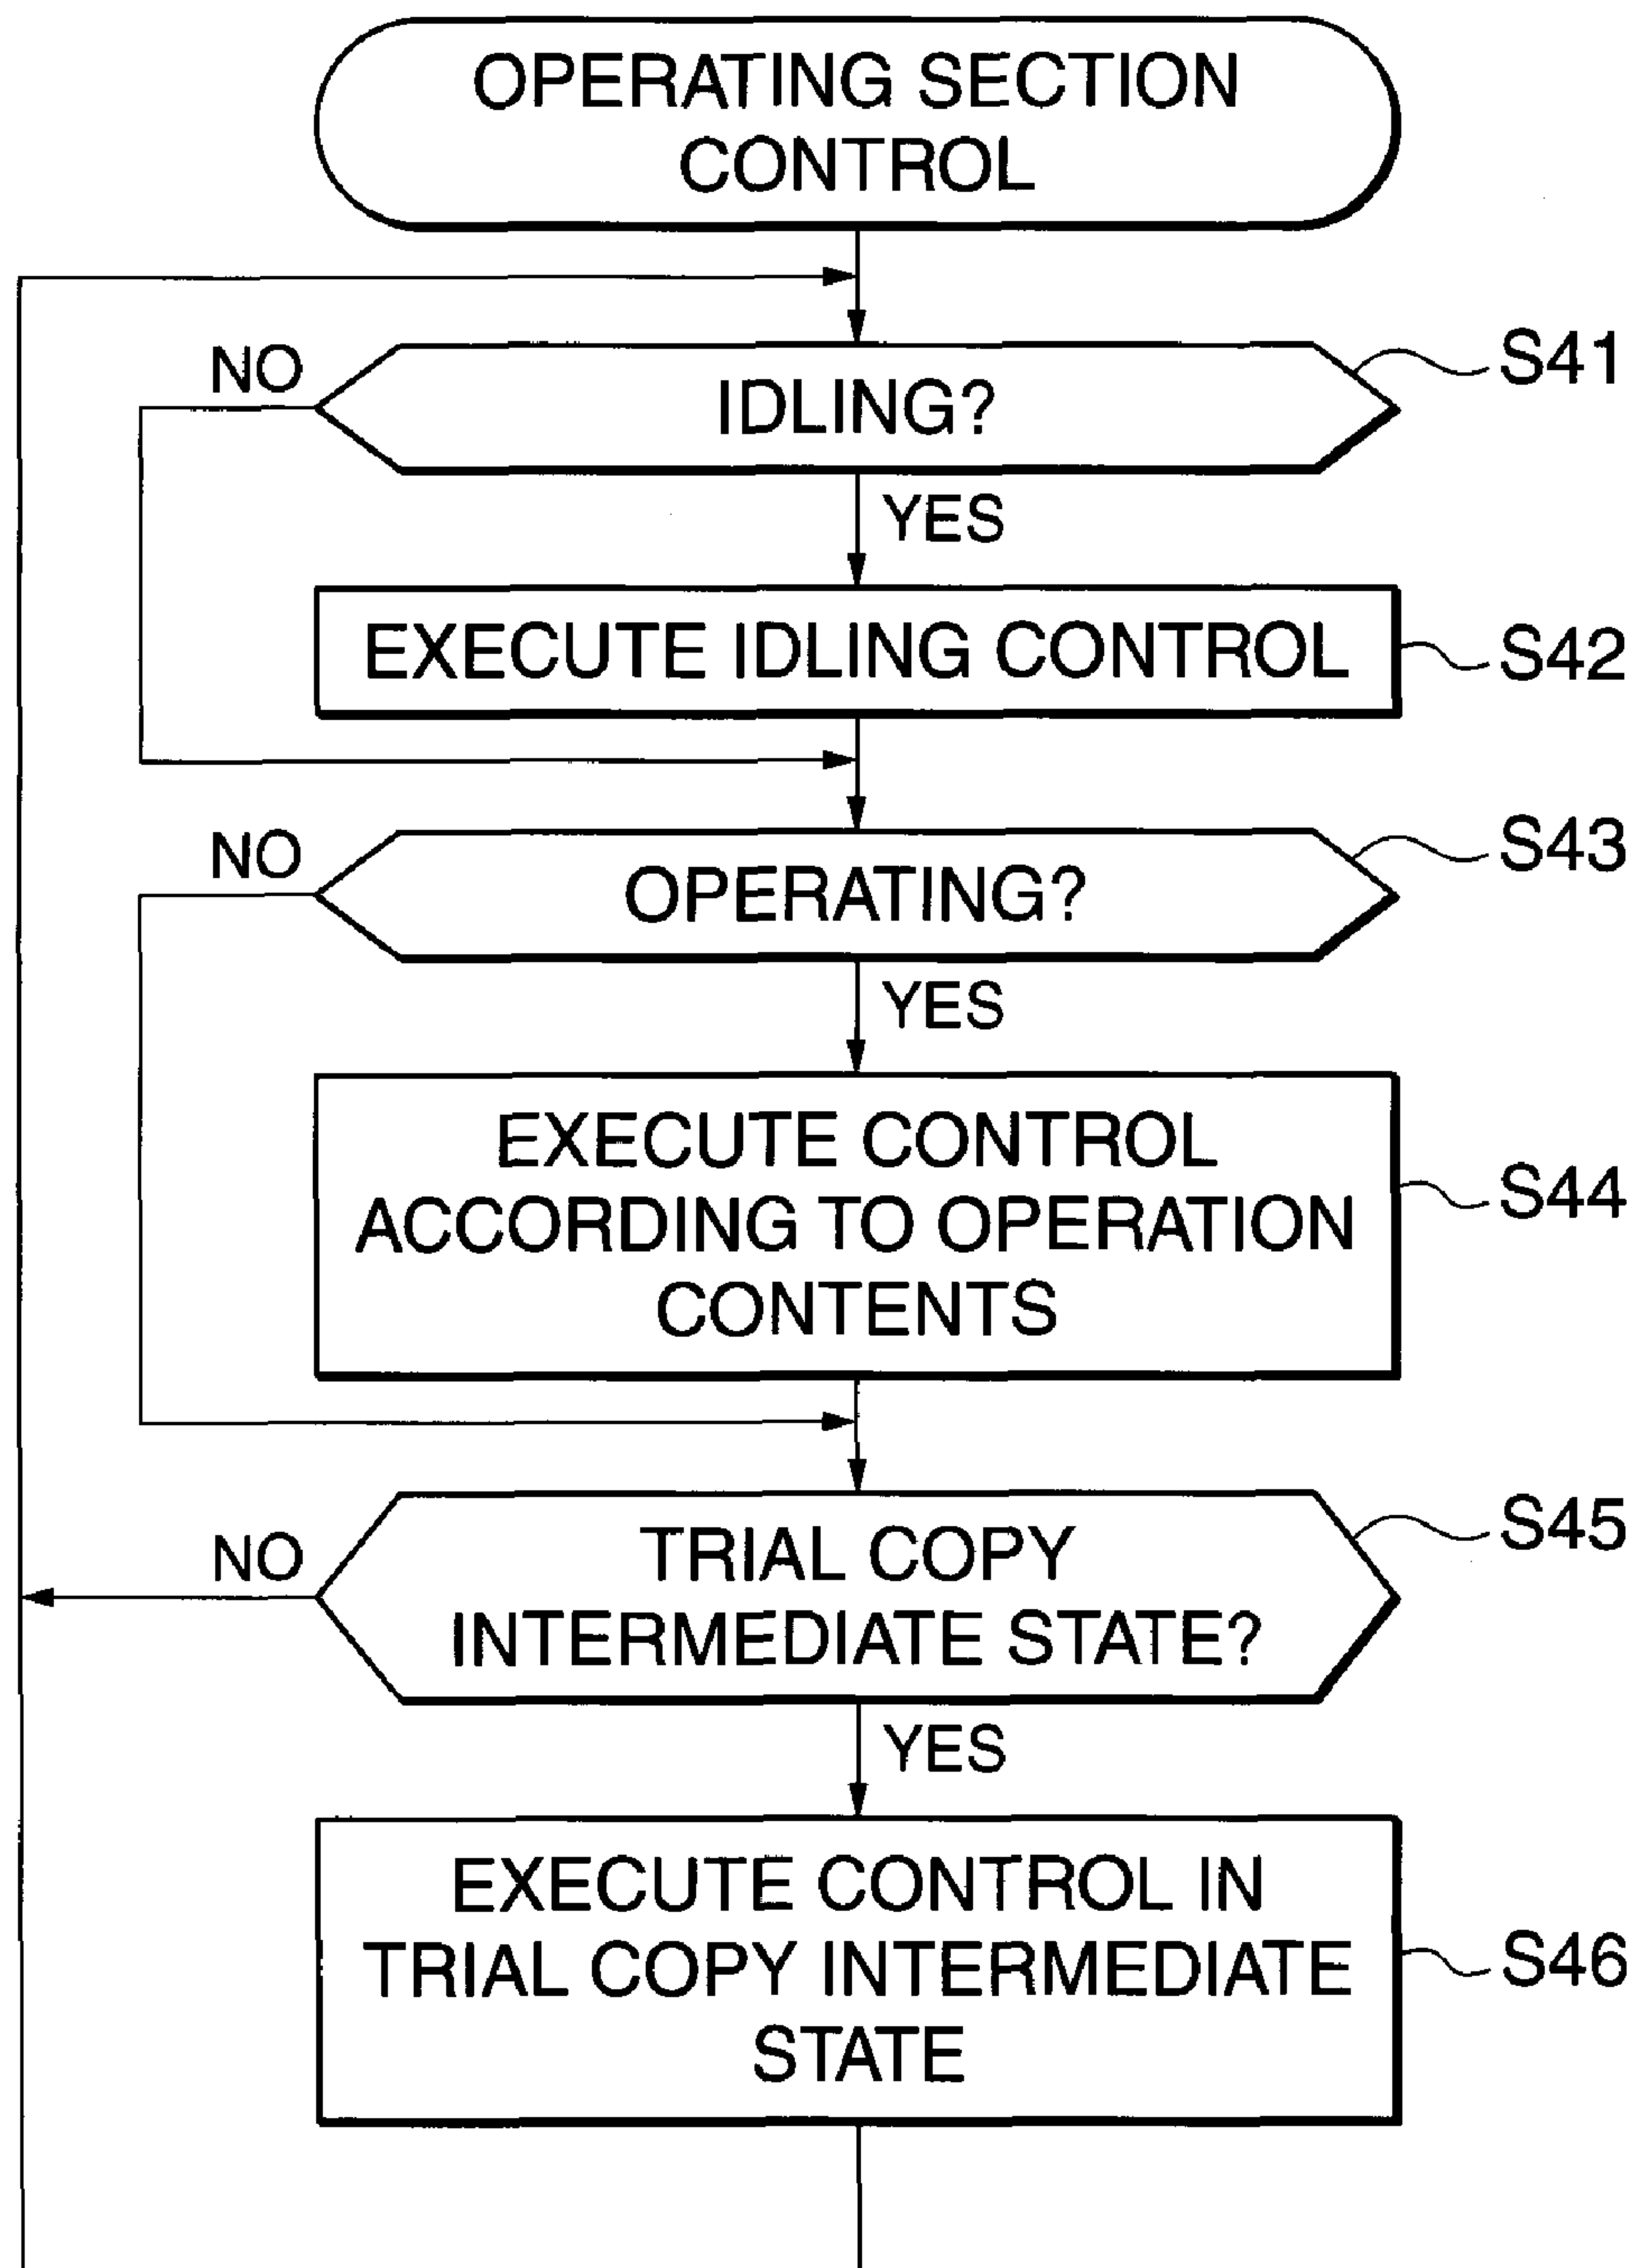 OPERATING SECTION
CONTROL
NO
IDLING?
S41
YES
EXECUTE IDLING CONTROL
S42
NO
OPERATING?
S43
YES
EXECUTE CONTROL
ACCORDING TO OPERATION
CONTENTS
S44
NO
TRIAL COPY
INTERMEDIATE STATE?
S45
YES
EXECUTE CONTROL IN
TRIAL COPY INTERMEDIATE
STATE
S46